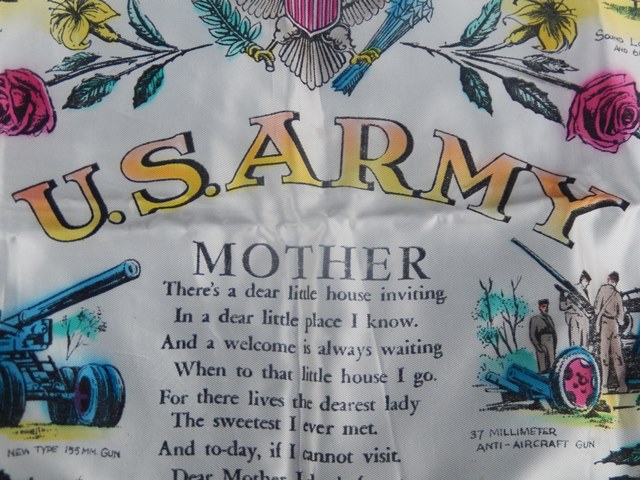 U.S. ARMY
MOTHER
There's a dear little house inviting.
In a dear little place I know.
And a welcome is always waiting
When to that little house I go.
For there lives the dearest lady
The sweetest I ever met.
And to-day, if I cannot visit.
Dear Mother I
NEW TYPE 155 MM. GUN
37 MILLIMETER
ANTI-AIRCRAFT GUN